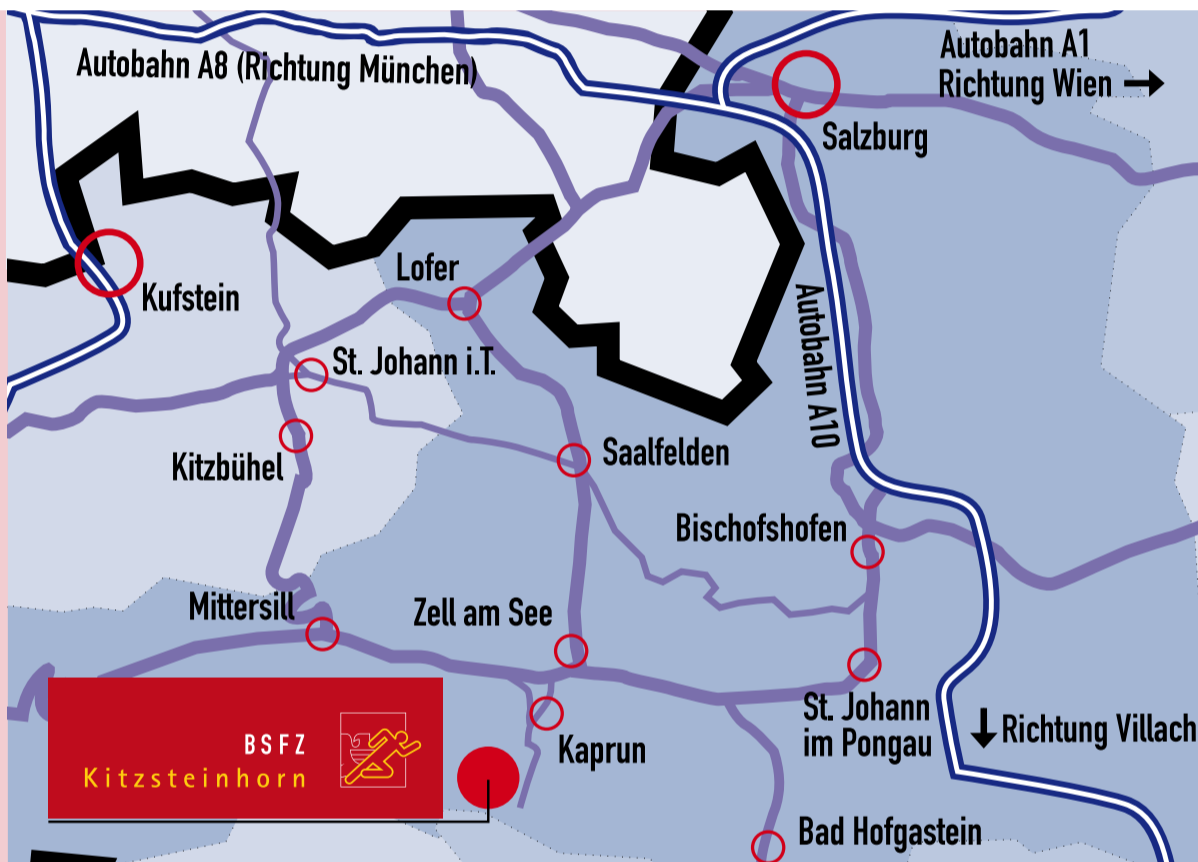 Autobahn A8 (Richtung München)
Autobahn A1
Richtung Wien
Salzburg
Kufstein
Lofer
Autobahn A10
St. Johann i.T.
Kitzbühel
Saalfelden
Bischofshofen
Mittersill
Zell am See
St. Johann
im Pongau
Richtung Villach
Kaprun
BSFZ
Kitzsteinhorn
Bad Hofgastein